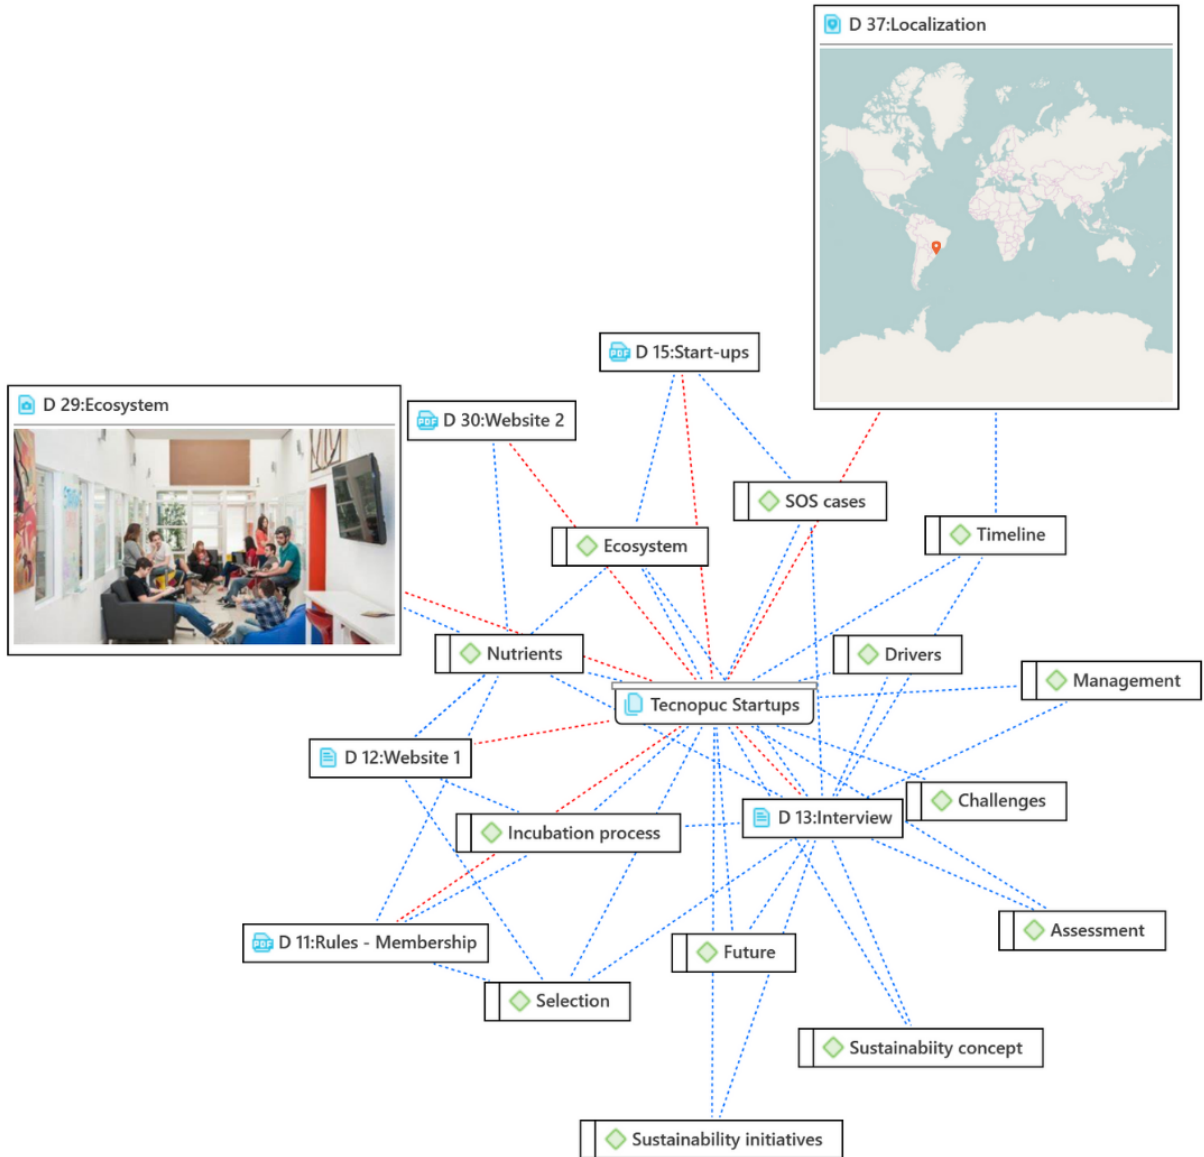 D 37:Localization
D 15:Start-ups
D 29:Ecosystem
D 30:Website 2
SOS cases
Timeline
Ecosystem
Nutrients
Drivers
Management
Tecnopuc Startups
D 12:Website 1
Challenges
D 13:Interview
Incubation process
Assessment
D 11:Rules - Membership
Future
Selection
Sustainabiity concept
Sustainability initiatives